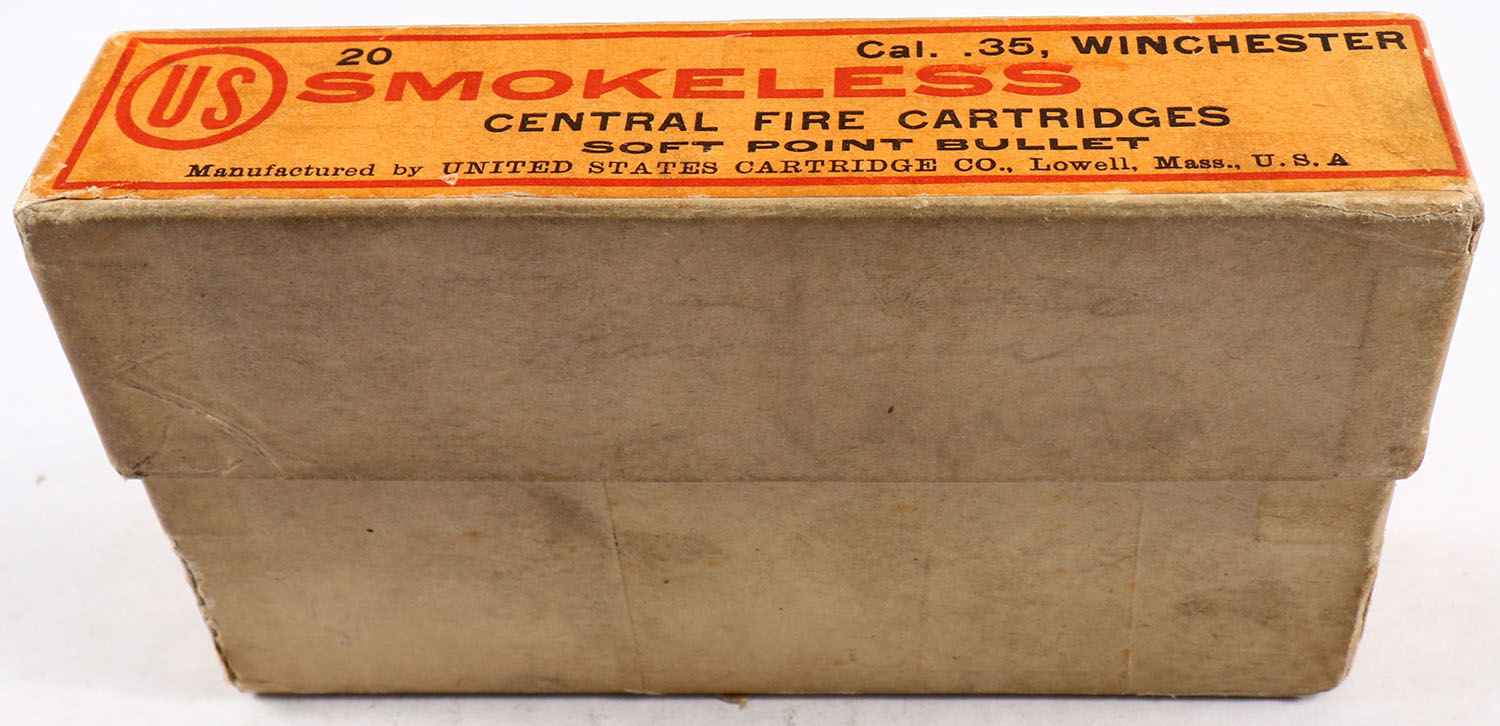 US
20 Cal. .35, WINCHESTER
SMOKELESS
CENTRAL FIRE CARTRIDGES
SOFT POINT BULLET
Manufactured by UNITED STATES CARTRIDGE CO., Lowell, Mass., U.S.A